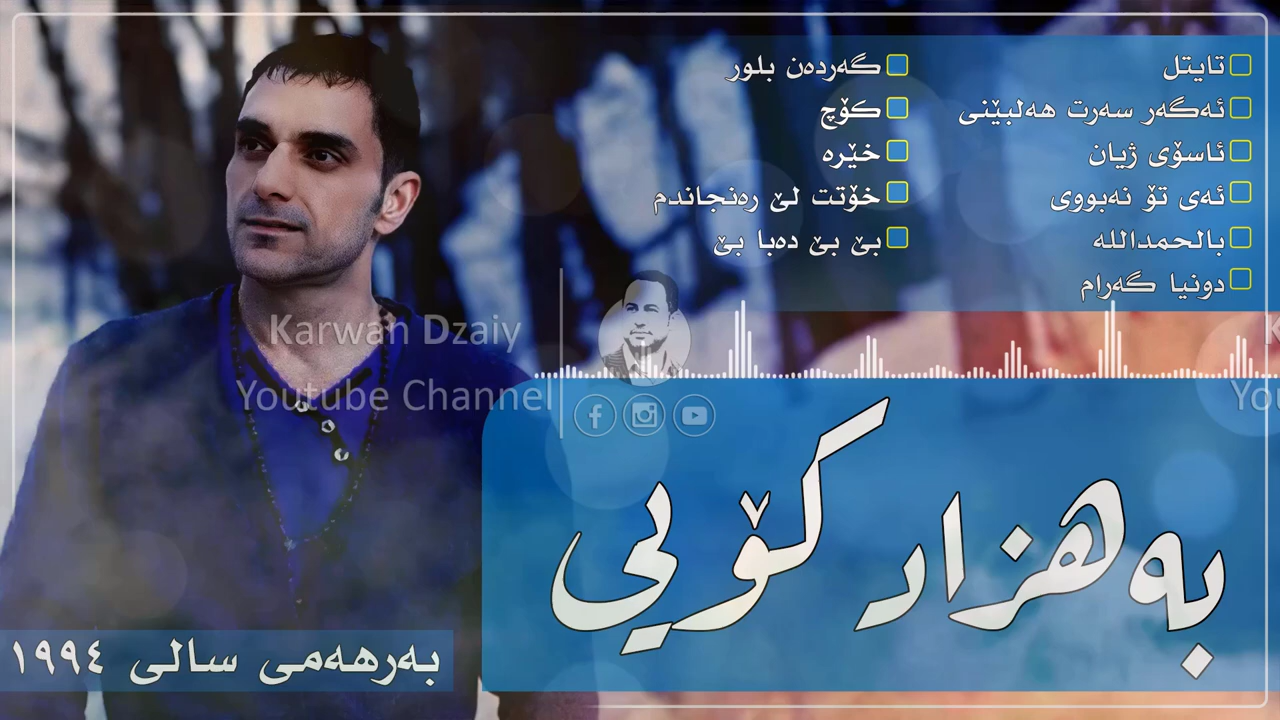 تایتل
ئەگەر سەرت هەلبێنی
ئاسۆی ژیان
ئەی تۆ نەبووی
بالحمداللە
دونیا گەرام
گەردەن بلور
کۆچ
خێرە
خۆتت لێ رەنجاندم
بێ بێ دەبا بێ
Karwan Dzaiy
Youtube Channel
بەهزاد کۆیی
بەرهەمی سالی ١٩٩٤